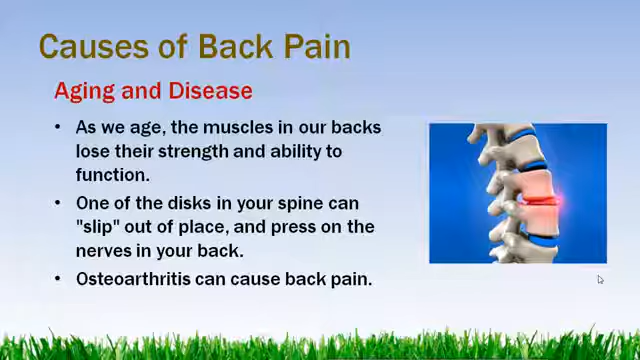 Causes of Back Pain
Aging and Disease
• As we age, the muscles in our backs
lose their strength and ability to
function.
• One of the disks in your spine can
"slip" out of place, and press on the
nerves in your back.
• Osteoarthritis can cause back pain.